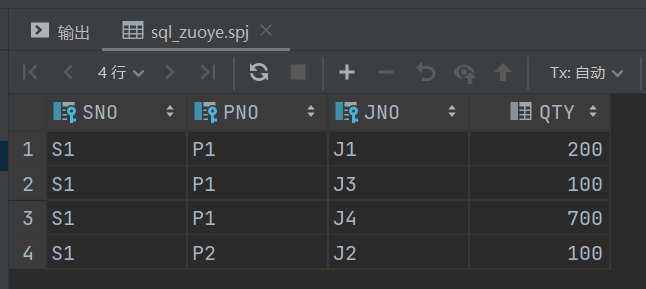 输出 sql_zuoye.spj
4 行 Tx: 自动
SNO PNO JNO QTY
1 S1 P1 J1 200
2 S1 P1 J3 100
3 S1 P1 J4 700
4 S1 P2 J2 100